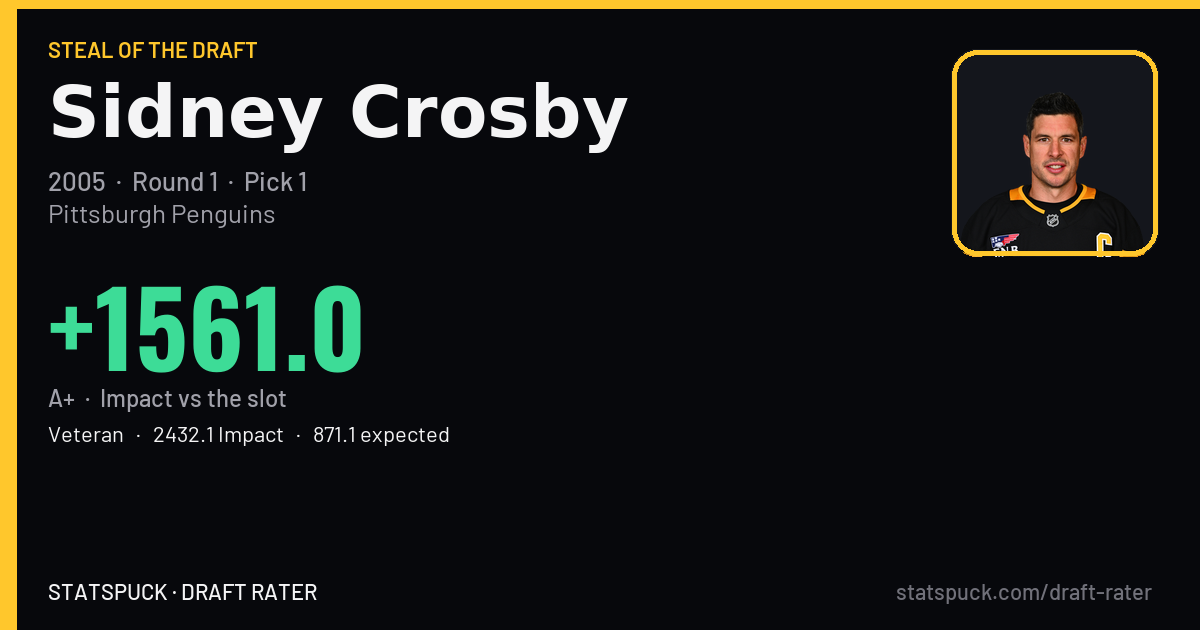 STEAL OF THE DRAFT
Sidney Crosby
2005 · Round 1 · Pick 1
Pittsburgh Penguins
+1561.0
A+ · Impact vs the slot
Veteran · 2432.1 Impact · 871.1 expected
STATSPUCK · DRAFT RATER
statspuck.com/draft-rater
C